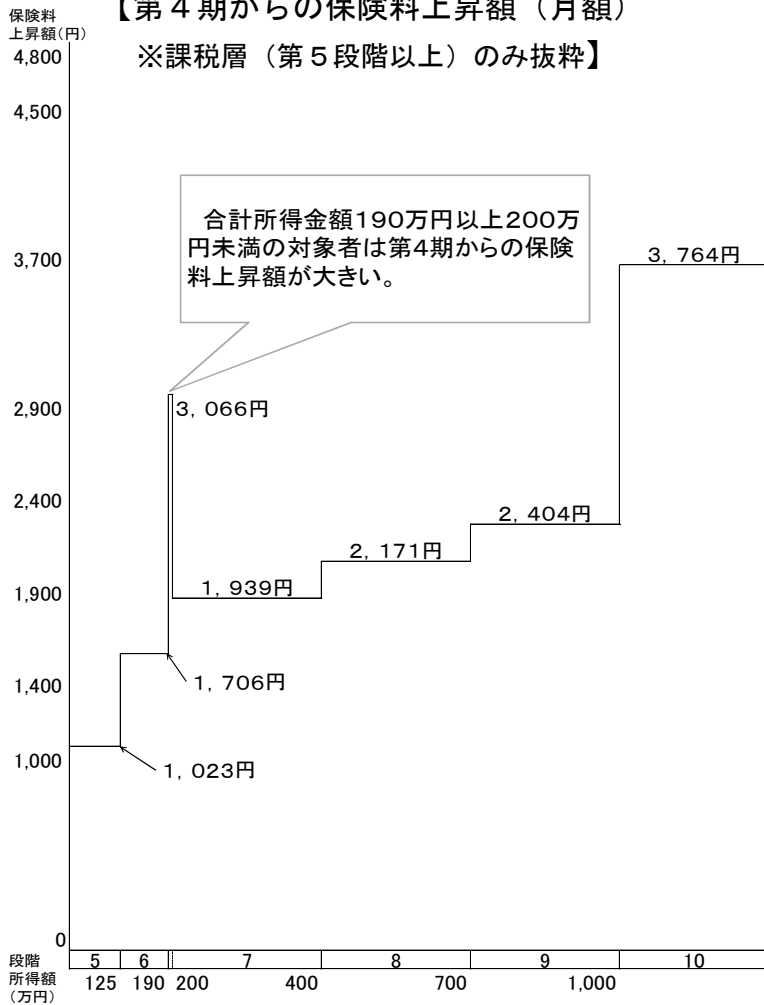 【第４期からの保険料上昇額（月額）
※課税層（第５段階以上）のみ抜粋】
保険料
上昇額(円)
4,800
4,500
3,700
2,900
2,400
1,900
1,400
1,000
0
合計所得金額190万円以上200万
円未満の対象者は第4期からの保険
料上昇額が大きい。
3,764円
3,066円
2,404円
2,171円
1,939円
1,706円
1,023円
段階 5 6 7 8 9 10
所得額 125 190 200 400 700 1,000
（万円）